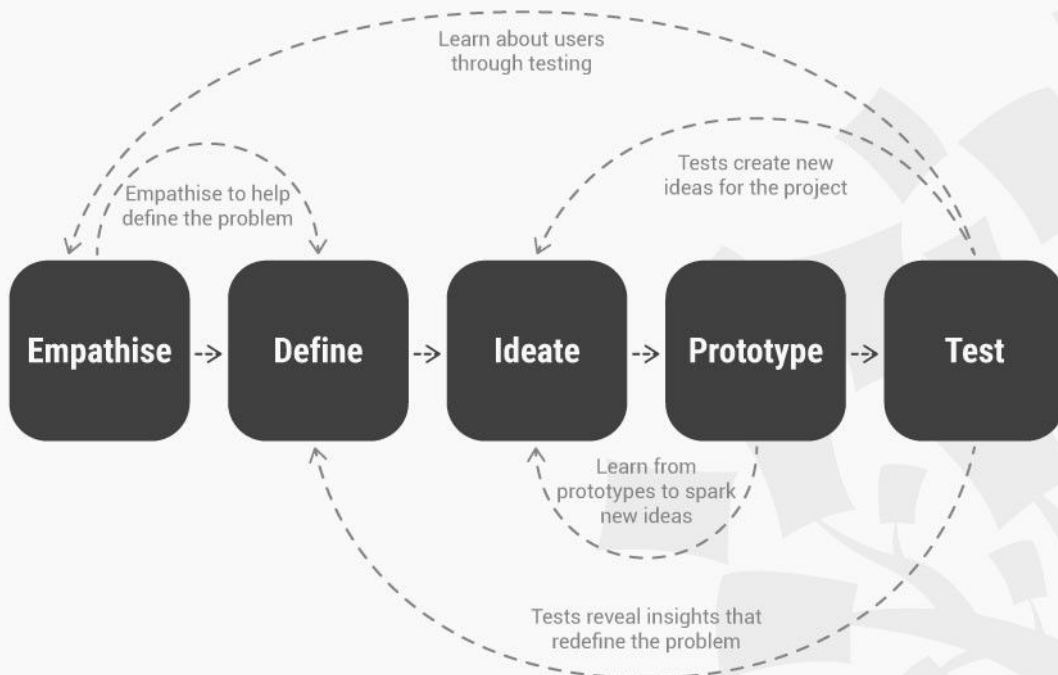 Learn about users
through testing
Tests create new
ideas for the project
Empathise to help
define the problem
Empathise
Define
Ideate
Prototype
Test
Learn from
prototypes to spark
new ideas
Tests reveal insights that
redefine the problem